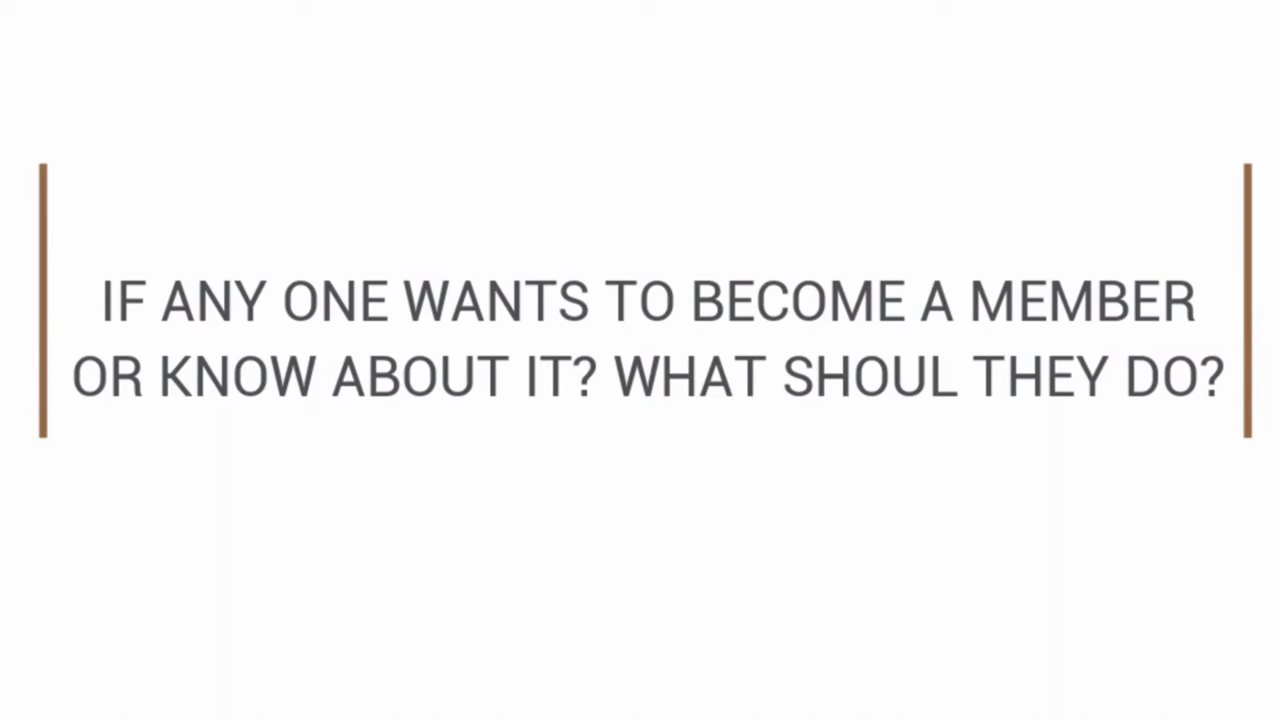 IF ANY ONE WANTS TO BECOME A MEMBER
OR KNOW ABOUT IT? WHAT SHOUL THEY DO?